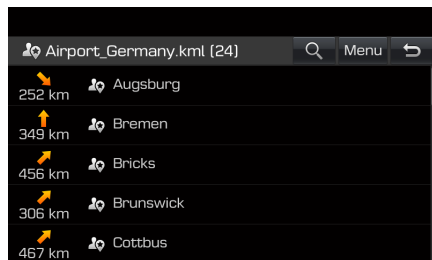 Airport_Germany.kml (24) Menu
252 km Augsburg
349 km Bremen
456 km Bricks
306 km Brunswick
467 km Cottbus